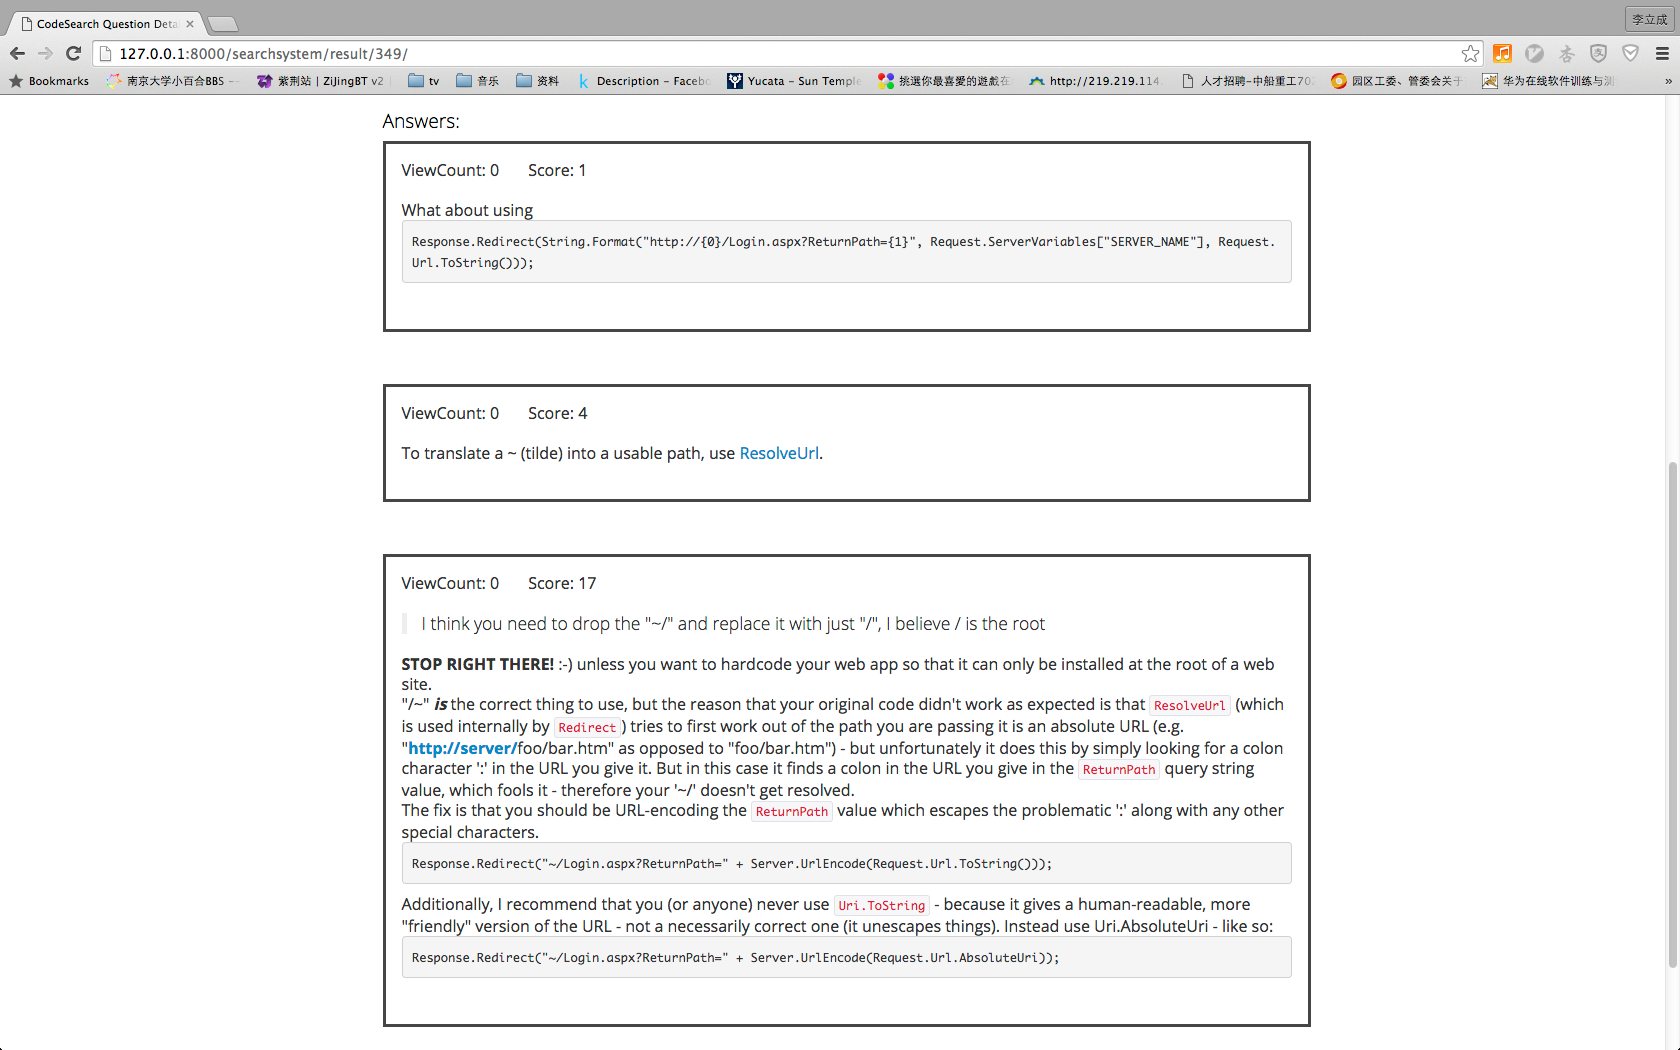 CodeSearch Question Deta
李立成
127.0.0.1:8000/searchsystem/result/349/
Bookmarks
南京大学小百合BBS –
紫荆站 | ZiJingBT v2
tv
音乐
资料
Description – Facebo
Yucata – Sun Temple
挑選你最喜愛的遊戲在
http://219.219.114.
人才招聘-中船重工702
园区工委、管委会关于
华为在线软件训练与测
»
Answers:
ViewCount: 0 Score: 1
What about using
Response.Redirect(String.Format("http://{0}/Login.aspx?ReturnPath={1}", Request.ServerVariables["SERVER_NAME"], Request.
Url.ToString()));
ViewCount: 0 Score: 4
To translate a ~ (tilde) into a usable path, use ResolveUrl.
ViewCount: 0 Score: 17
I think you need to drop the "~/" and replace it with just "/", I believe / is the root
STOP RIGHT THERE! :-) unless you want to hardcode your web app so that it can only be installed at the root of a web
site.
"/~" is the correct thing to use, but the reason that your original code didn't work as expected is that ResolveUrl (which
is used internally by Redirect) tries to first work out of the path you are passing it is an absolute URL (e.g.
"http://server/foo/bar.htm" as opposed to "foo/bar.htm") - but unfortunately it does this by simply looking for a colon
character ':' in the URL you give it. But in this case it finds a colon in the URL you give in the ReturnPath query string
value, which fools it - therefore your '~/' doesn't get resolved.
The fix is that you should be URL-encoding the ReturnPath value which escapes the problematic ':' along with any other
special characters.
Response.Redirect("~/Login.aspx?ReturnPath=" + Server.UrlEncode(Request.Url.ToString()));
Additionally, I recommend that you (or anyone) never use Uri.ToString - because it gives a human-readable, more
"friendly" version of the URL - not a necessarily correct one (it unescapes things). Instead use Uri.AbsoluteUri - like so:
Response.Redirect("~/Login.aspx?ReturnPath=" + Server.UrlEncode(Request.Url.AbsoluteUri));